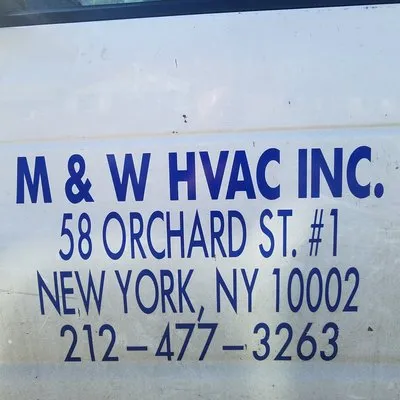 M & W HVAC INC.
58 ORCHARD ST. #1
NEW YORK, NY 10002
212-477-3263